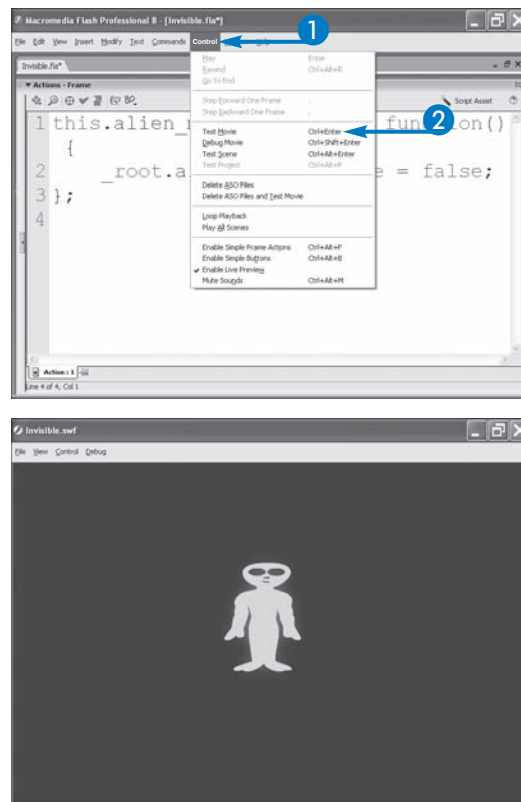 Macromedia Flash Professional 8 - [Invisible.fla*]
File Edit View Insert Modify Text Commands Control
1
Invisible.fla*
Actions - Frame
Script Assist
Play Enter
Rewind Ctrl+Alt+R
Go To End
Step Forward One Frame .
Step Backward One Frame ,
Test Movie Ctrl+Enter
2
Debug Movie Ctrl+Shift+Enter
Test Scene Ctrl+Alt+Enter
Test Project Ctrl+Alt+P
Delete ASO Files
Delete ASO Files and Test Movie
Loop Playback
Play All Scenes
Enable Simple Frame Actions Ctrl+Alt+F
Enable Simple Buttons Ctrl+Alt+B
Enable Live Preview
Mute Sounds Ctrl+Alt+M
1 this.alien
{
2 _root.a = false;
3 };
4
Action : 1
Line 4 of 4, Col 1
Invisible.swf
File View Control Debug